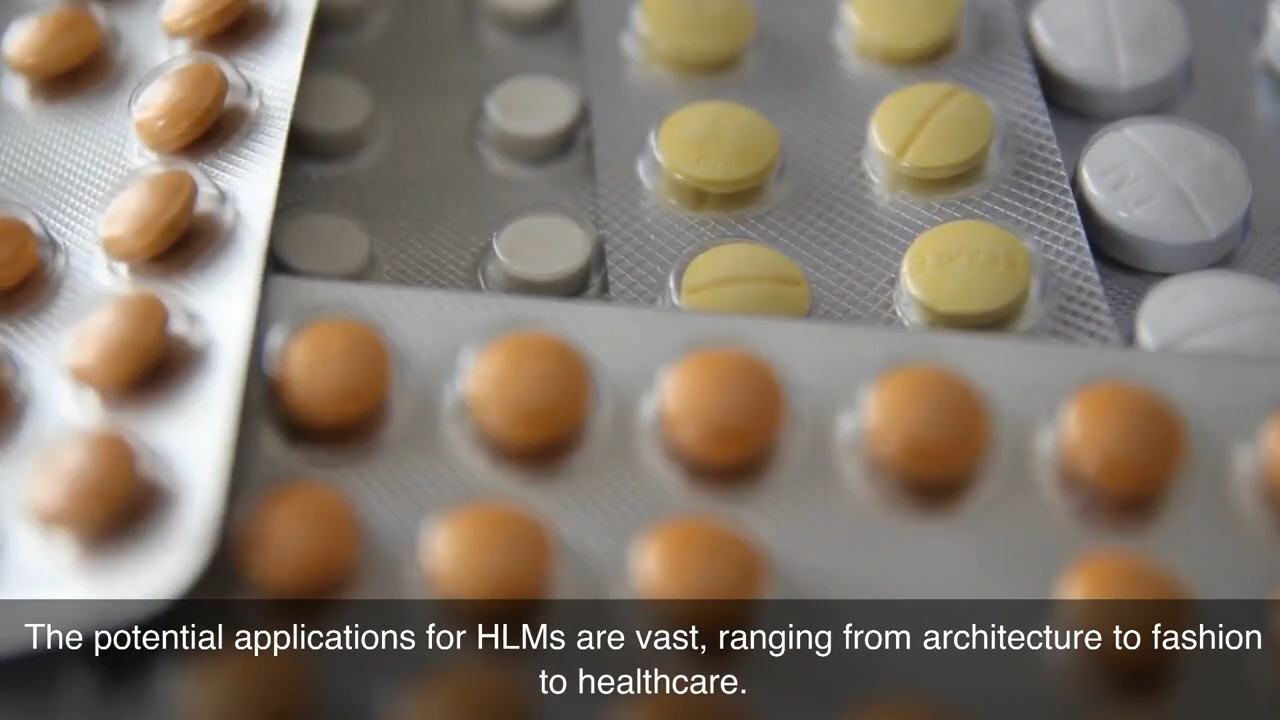 The potential applications for HLMs are vast, ranging from architecture to fashion
to healthcare.